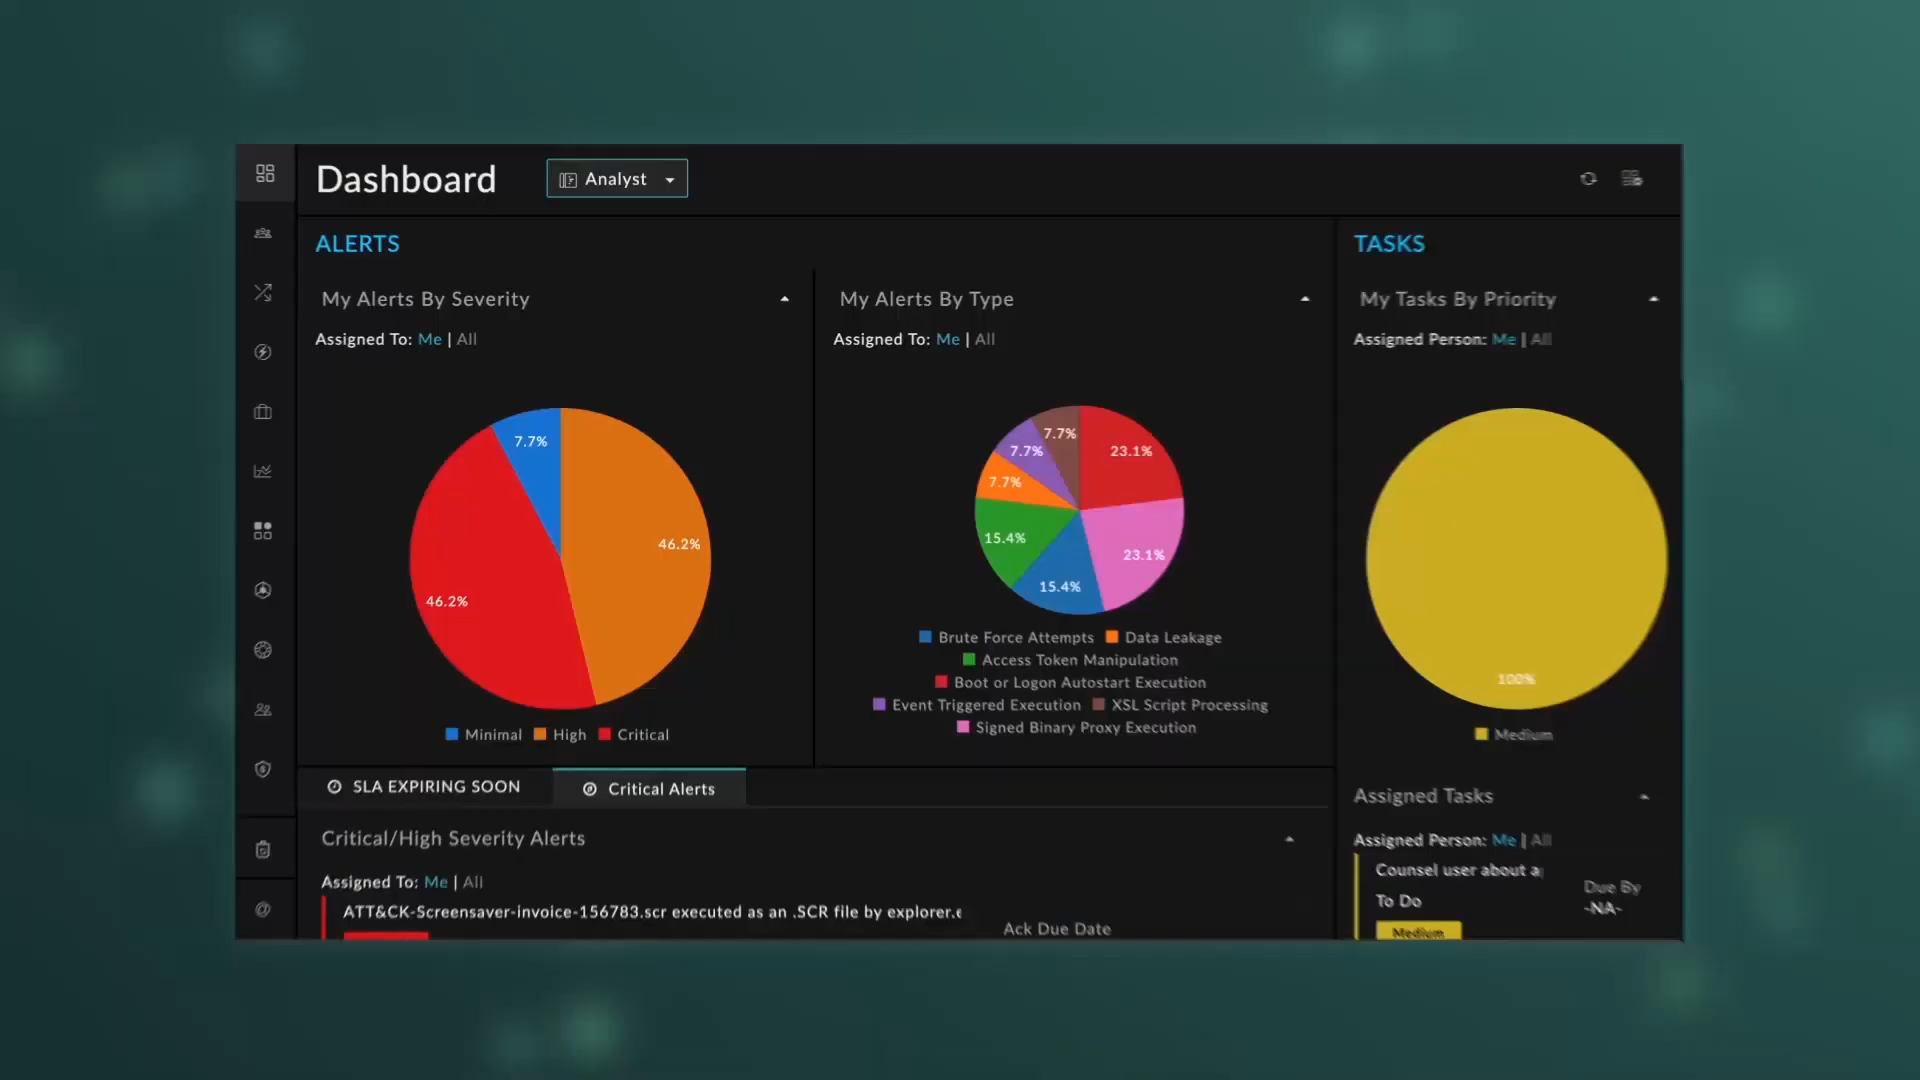 Dashboard
Analyst
ALERTS
My Alerts By Severity
Assigned To: Me | All
7.7%
46.2%
46.2%
Minimal High Critical
My Alerts By Type
Assigned To: Me | All
7.7%
23.1%
7.7%
7.7%
15.4%
23.1%
15.4%
Brute Force Attempts Data Leakage
Access Token Manipulation
Boot or Logon Autostart Execution
Event Triggered Execution XSL Script Processing
Signed Binary Proxy Execution
SLA EXPIRING SOON Critical Alerts
Critical/High Severity Alerts
Assigned To: Me | All
ATT&CK-Screensaver-invoice-156783.scr executed as an .SCR file by explorer.e
Ack Due Date
TASKS
My Tasks By Priority
Assigned Person: Me | All
100%
Medium
Assigned Tasks
Assigned Person: Me | All
Counsel user about a
To Do
Due By
-NA-
Medium